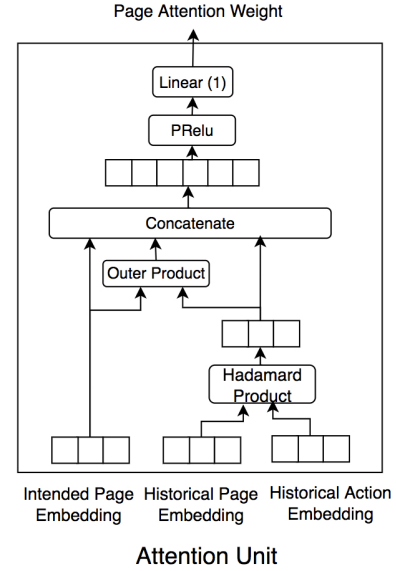 Page Attention Weight
Linear (1)
PRelu
Concatenate
Outer Product
Hadamard
Product
Intended Page
Embedding
Historical Page
Embedding
Historical Action
Embedding
Attention Unit